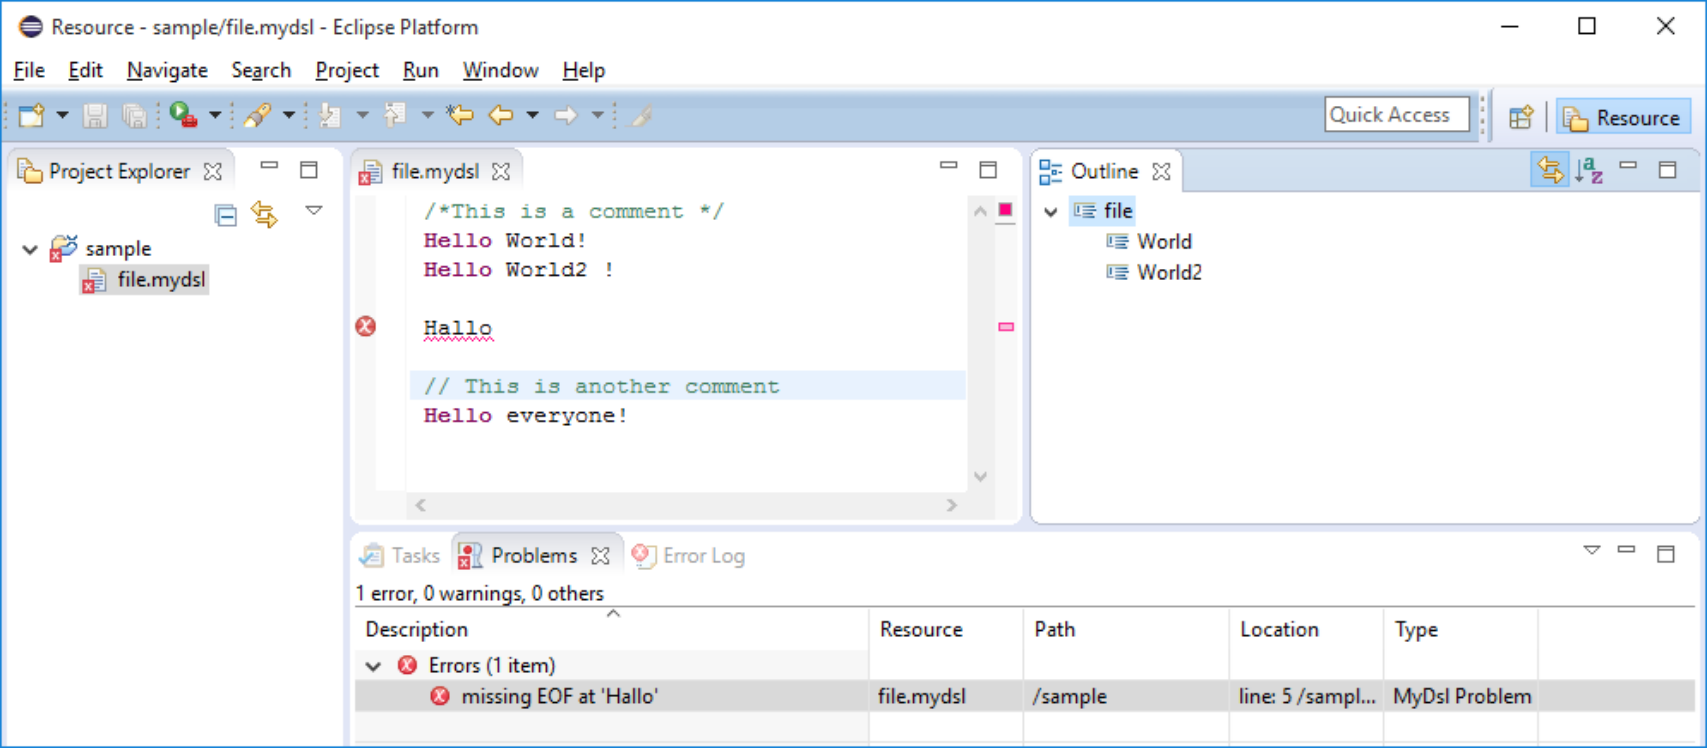 Resource - sample/file.mydsl - Eclipse Platform
File Edit Navigate Search Project Run Window Help
Quick Access
Resource
Project Explorer
sample
file.mydsl
file.mydsl
/*This is a comment */
Hello World!
Hello World2 !
Hallo
// This is another comment
Hello everyone!
Outline
file
World
World2
Tasks Problems Error Log
1 error, 0 warnings, 0 others
Description Resource Path Location Type
Errors (1 item)
missing EOF at 'Hallo' file.mydsl /sample line: 5 /sampl... MyDsl Problem